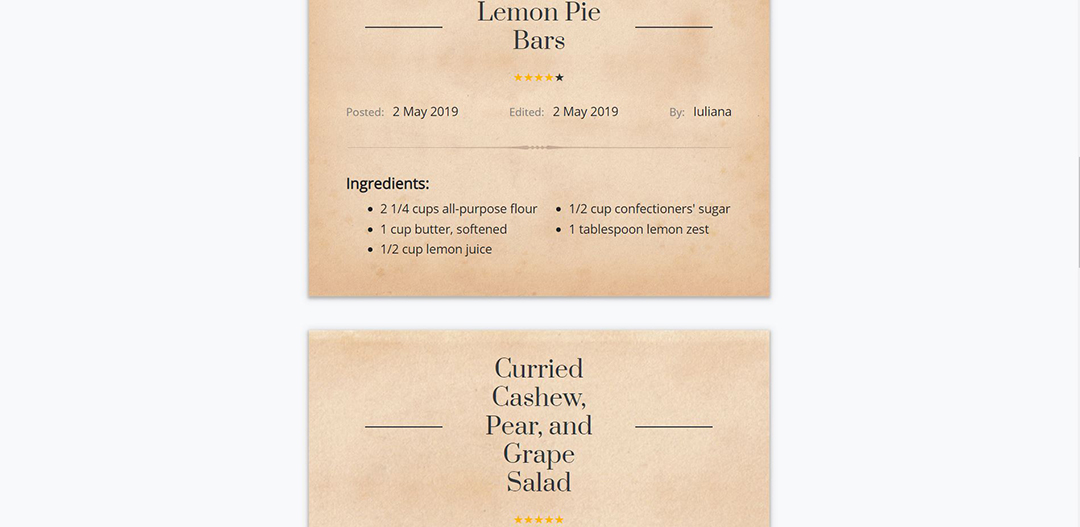 Lemon Pie
Bars
★★★★★
Posted: 2 May 2019 Edited: 2 May 2019 By: Iuliana
Ingredients:
• 2 1/4 cups all-purpose flour
• 1 cup butter, softened
• 1/2 cup lemon juice
• 1/2 cup confectioners' sugar
• 1 tablespoon lemon zest
Curried
Cashew,
Pear, and
Grape
Salad
★★★★★